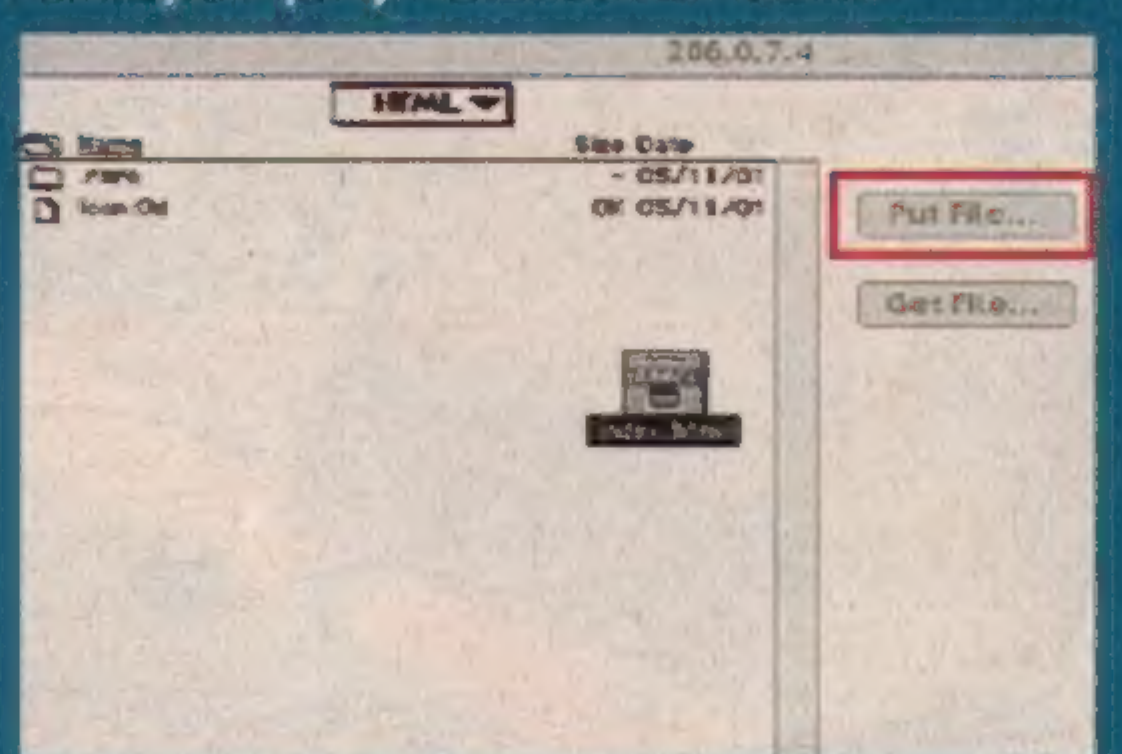 206.0.7.4
HTML
Name Size Date
- 05/11/01
Icon 0K 05/11/01
Put File...
Get File...